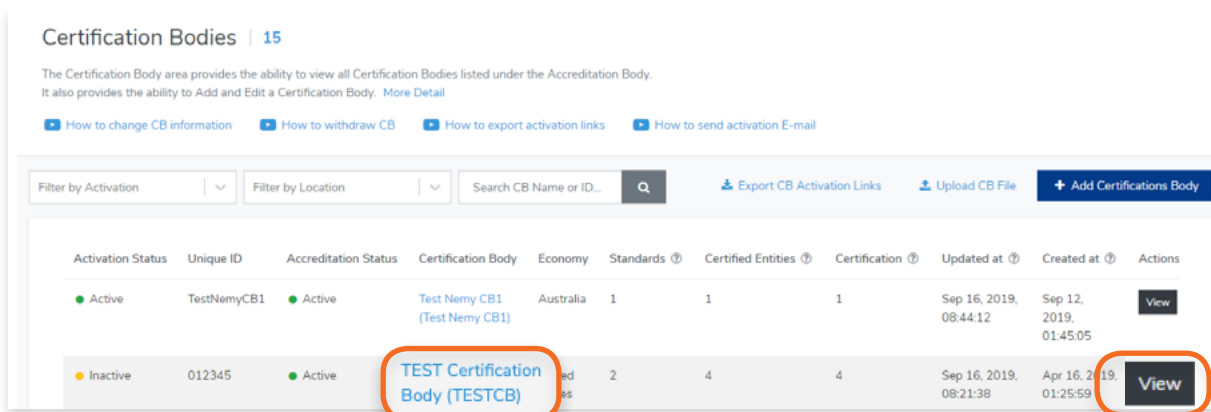 Certification Bodies | 15
The Certification Body area provides the ability to view all Certification Bodies listed under the Accreditation Body.
It also provides the ability to Add and Edit a Certification Body. More Detail
How to change CB information How to withdraw CB How to export activation links How to send activation E-mail
Filter by Activation Filter by Location Search CB Name or ID... Export CB Activation Links Upload CB File + Add Certifications Body
Activation Status Unique ID Accreditation Status Certification Body Economy Standards Certified Entities Certification Updated at Created at Actions
Active TestNemyCB1 Active Test Nemy CB1 Australia 1 1 1 Sep 16, 2019, Sep 12, View
(Test Nemy CB1) 08:44:12 2019,
01:45:05
Inactive 012345 Active TEST Certification ed 2 4 4 Sep 16, 2019, Apr 16, 2019, View
Body (TESTCB) es 08:21:38 01:25:59